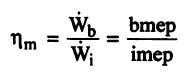 η_m = Ẇ_b / Ẇ_i = bmep / imep